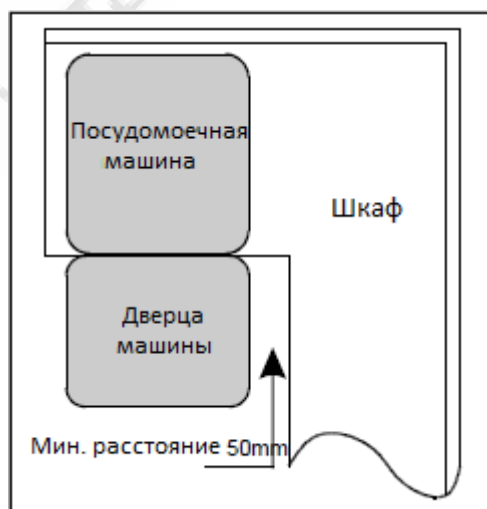 Посудомоечная
машина
Шкаф
Дверца
машины
Мин. расстояние 50mm